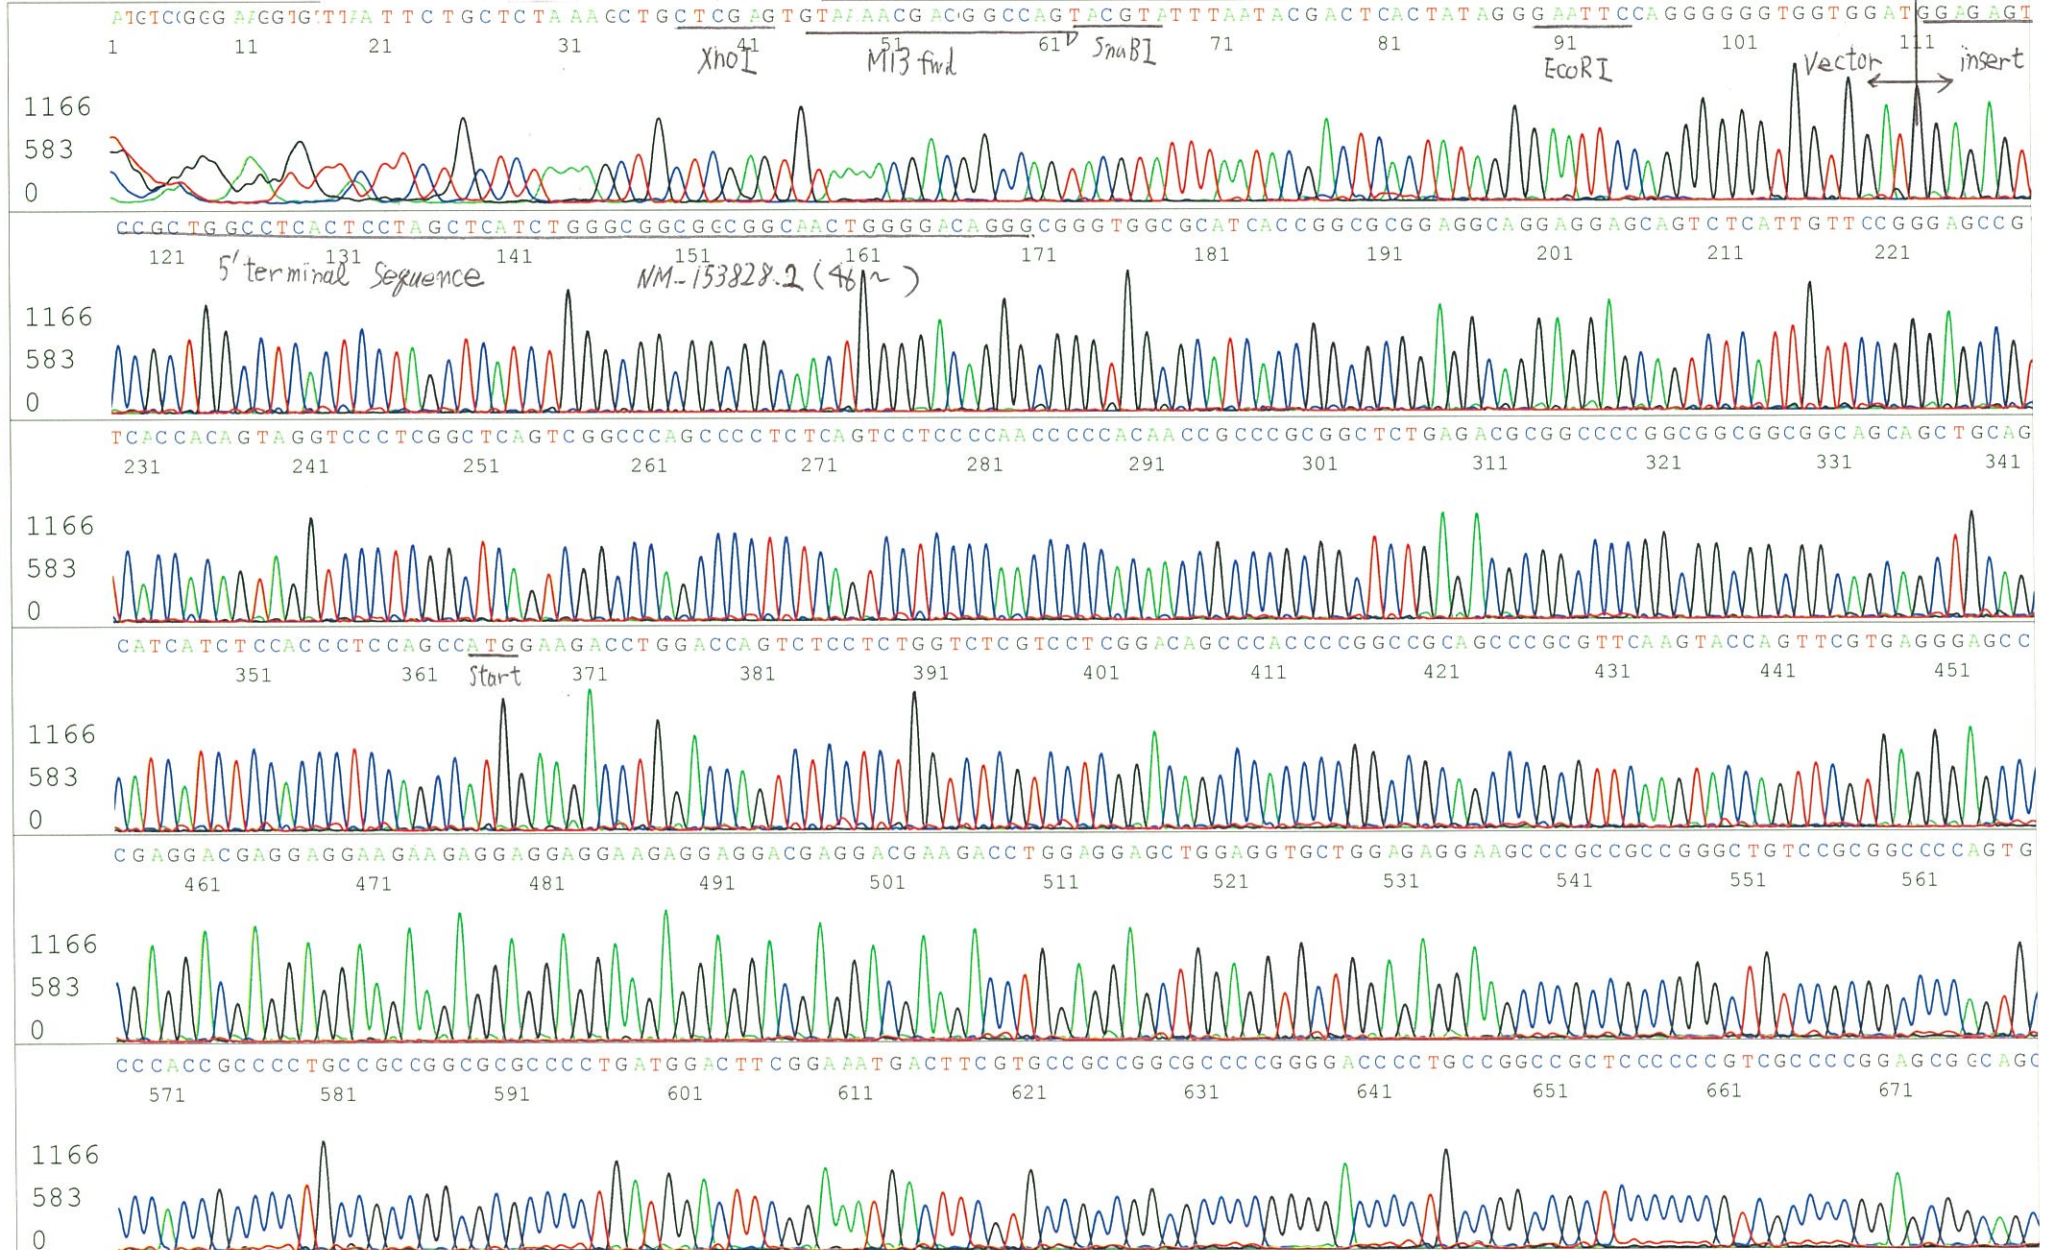 ATGTCCGGGAAGGTGTTAATTCTGCTCTAAAGCTGCTCGAGTGTAAAACGACGGCCAGTACGTATTTAATACGACTCACTATAGGGGAATTCCAGGGGGGTGGTGGATGGAGAGT
1 11 21 31 41 51 61 71 81 91 101 111
XhoI M13 fwd SnaBI EcoRI Vector insert
1166
583
0
CCGCTGGCCTCACTCCTAGCTCATCTGGGCGGCGGCGGCAACTGGGGACAGGGCGGGTGGCGCATCACCGGCGCGGAGGCAGGAGGAGCAGTCTCATTGTTCCGGGAGCCG
121 131 141 151 161 171 181 191 201 211 221
5' terminal sequence NM-153828.2 (46~ )
1166
583
0
TCACCACAGTAGGTCCCTCGGCTCAGTCGGCCCAGCCCCTCTCAGTCCTCCCCAACCCCCACAACCGCCCGCGGCTCTGAGACGCGGCCCCGGCGGCGGCGGCAGCAGCTGCAG
231 241 251 261 271 281 291 301 311 321 331 341
1166
583
0
CATCATCTCCACCCTCCAGCCATGGAAGACCTGGACCAGTCTCCTCTGGTCTCGTCCTCGGACAGCCCACCCCGGCCGCAGCCCGCGTTCAAGTACCAGTTCGTGAGGGAGCC
351 361 Start 371 381 391 401 411 421 431 441 451
1166
583
0
CGAGGACGAGGAGGAAGAAGAGGAGGAGGAAGAGGAGGACGAGGACGAAGACCTGGAGGAGCTGGAGGTGCTGGAGAGGAAGCCCGCCGCCGGGCTGTCCGCGGCCCCAGTG
461 471 481 491 501 511 521 531 541 551 561
1166
583
0
CCCACCGCCCCTGCCGCCGGCGCGCCCCTGATGGACTTCGGAAATGACTTCGTGCCGCCGGCGCCCCGGGGACCCCTGCCGGCCGCTCCCCCCGTCGCCCCGGAGCGGCAGC
571 581 591 601 611 621 631 641 651 661 671
1166
583
0